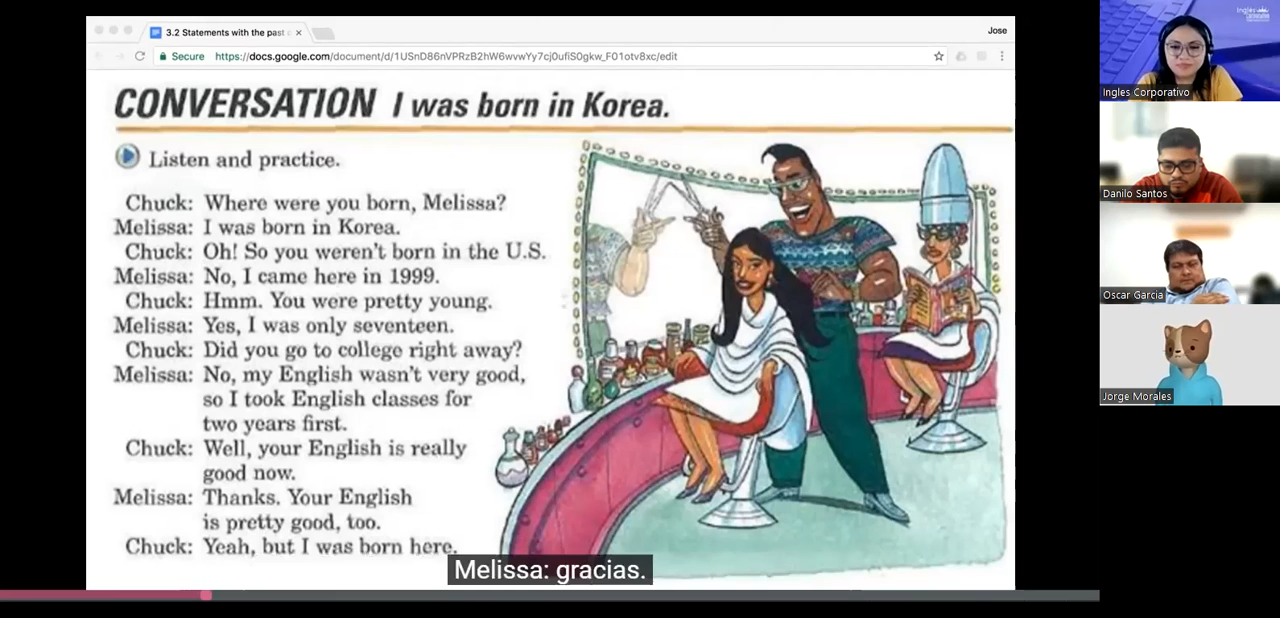 3.2 Statements with the past
Jose
Secure
https://docs.google.com/document/d/1USnD86nVPRzB2hW6wvwYy7cj0ufiS0gkw_F01otv8xc/edit
CONVERSATION I was born in Korea.
Listen and practice.
Chuck: Where were you born, Melissa?
Melissa: I was born in Korea.
Chuck: Oh! So you weren't born in the U.S.
Melissa: No, I came here in 1999.
Chuck: Hmm. You were pretty young.
Melissa: Yes, I was only seventeen.
Chuck: Did you go to college right away?
Melissa: No, my English wasn't very good,
so I took English classes for
two years first.
Chuck: Well, your English is really
good now.
Melissa: Thanks. Your English
is pretty good, too.
Chuck: Yeah, but I was born here.
Melissa: gracias.
Ingles
Ingles Corporativo
Danilo Santos
Oscar Garcia
Jorge Morales